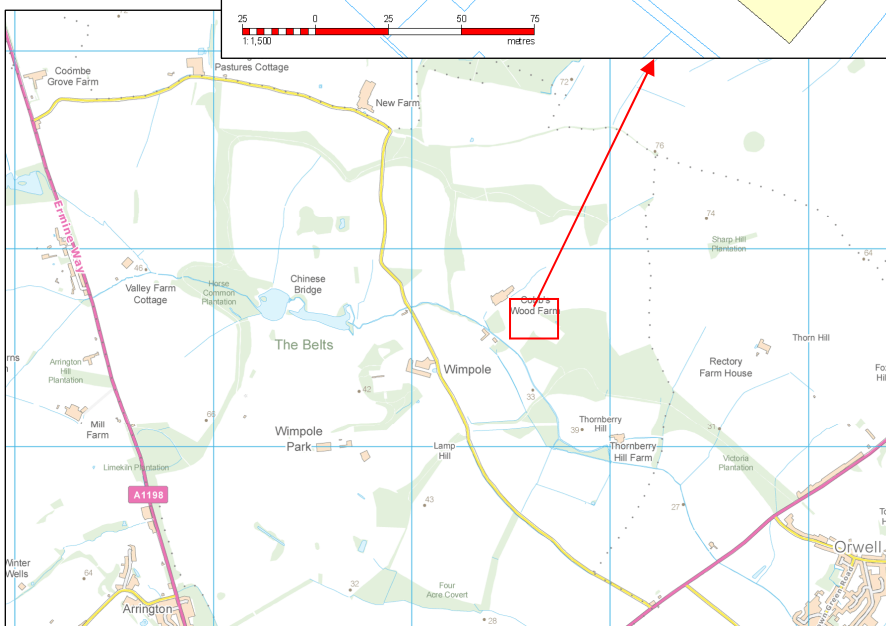 25 0 25 50 75
1:1,500 metres
72
Coombe
Grove Farm
Pastures Cottage
New Farm
76
Ermine Way
74
Sharp Hill
Plantation
64
46
Valley Farm
Cottage
Horse
Common
Plantation
Chinese
Bridge
Cobb's
Wood Farm
The Belts
Thorn Hill
Arrington
Hill
Plantation
Wimpole
Rectory
Farm House
42
33
Mill
Farm
66
Wimpole
Park
Thornberry
Hill
39
31
Lamp
Hill
Thornberry
Hill Farm
Limekiln Plantation
Victoria
Plantation
A1198
43
27
Orwell
Winter
Wells
64
32
Four
Acre Covert
Arrington
28